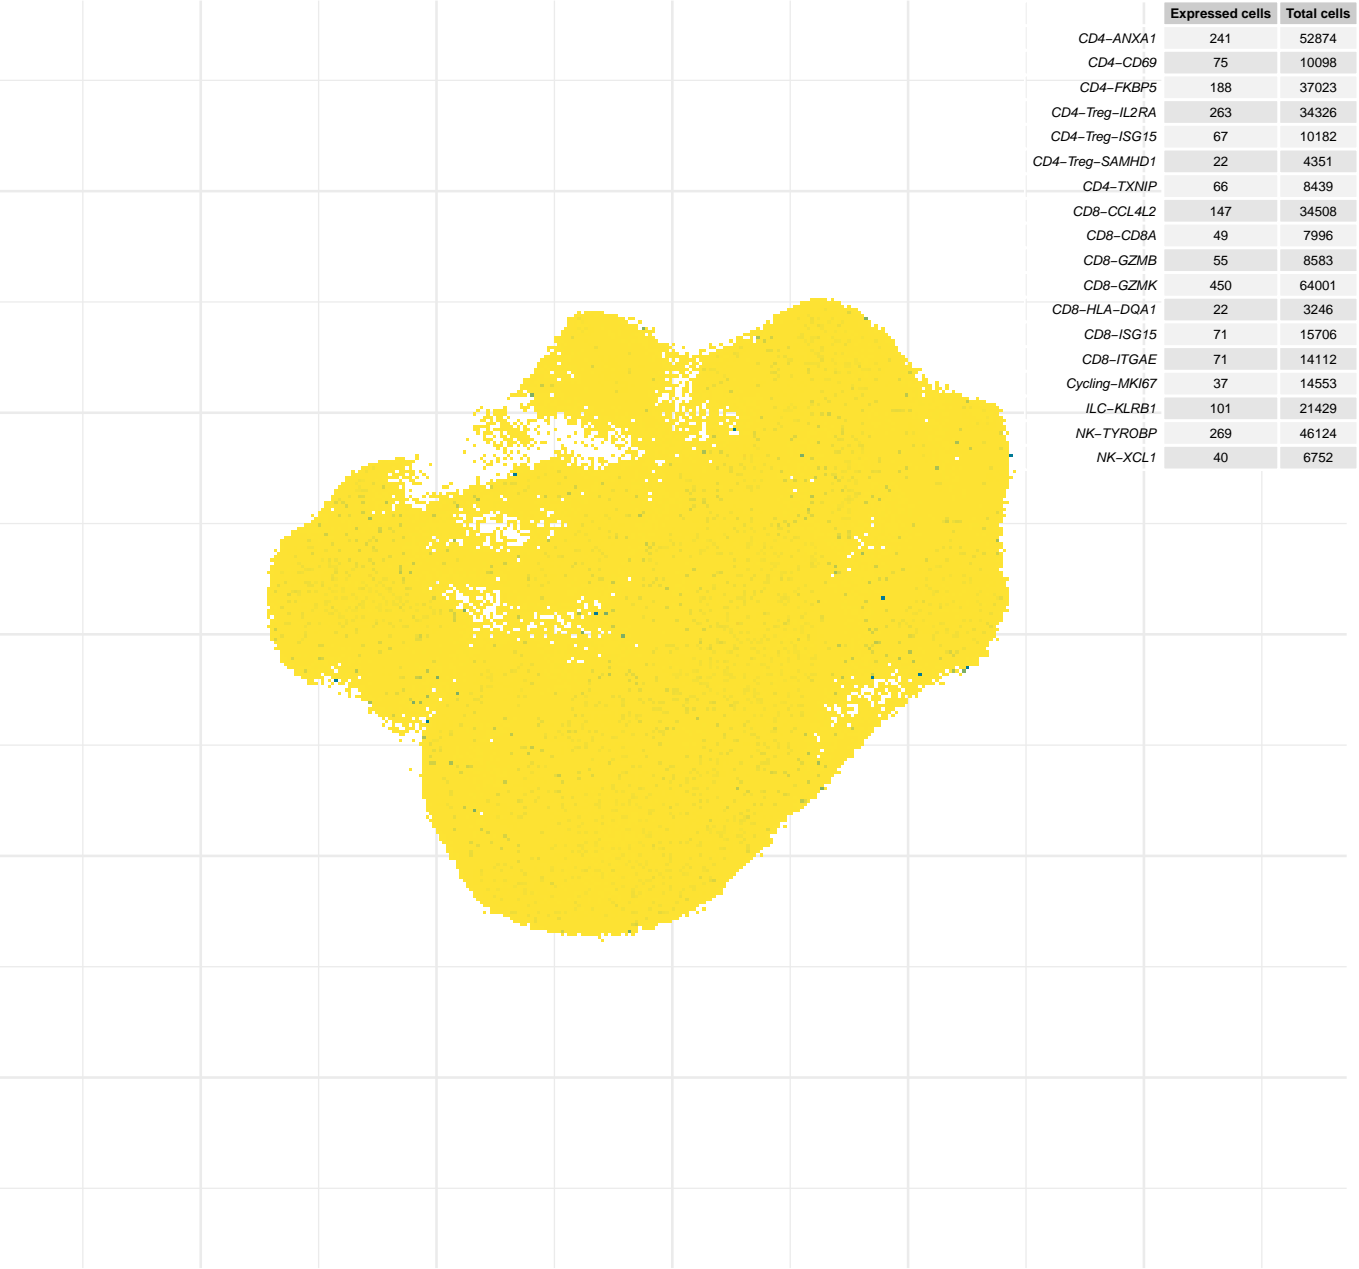 Expressed cells Total cells
CD4−ANXA1 241 52874
CD4−CD69 75 10098
CD4−FKBP5 188 37023
CD4−Treg−IL2RA 263 34326
CD4−Treg−ISG15 67 10182
CD4−Treg−SAMHD1 22 4351
CD4−TXNIP 66 8439
CD8−CCL4L2 147 34508
CD8−CD8A 49 7996
CD8−GZMB 55 8583
CD8−GZMK 450 64001
CD8−HLA−DQA1 22 3246
CD8−ISG15 71 15706
CD8−ITGAE 71 14112
Cycling−MKI67 37 14553
ILC−KLRB1 101 21429
NK−TYROBP 269 46124
NK−XCL1 40 6752